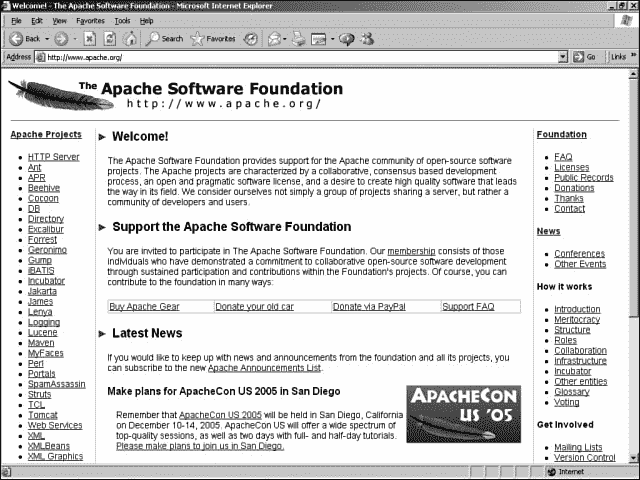 Welcome! - The Apache Software Foundation - Microsoft Internet Explorer
File Edit View Favorites Tools Help
Back Search Favorites
Address http://www.apache.org/ Go Links »
The Apache Software Foundation
http://www.apache.org/
Apache Projects
HTTP Server
Ant
APR
Beehive
Cocoon
DB
Directory
Excalibur
Forrest
Geronimo
Gump
iBATIS
Incubator
Jakarta
James
Lenya
Logging
Lucene
Maven
MyFaces
Perl
Portals
SpamAssassin
Struts
TCL
Tomcat
Web Services
XML
XMLBeans
XML Graphics
Welcome!
The Apache Software Foundation provides support for the Apache community of open-source software
projects. The Apache projects are characterized by a collaborative, consensus based development
process, an open and pragmatic software license, and a desire to create high quality software that leads
the way in its field. We consider ourselves not simply a group of projects sharing a server, but rather a
community of developers and users.
Support the Apache Software Foundation
You are invited to participate in The Apache Software Foundation. Our membership consists of those
individuals who have demonstrated a commitment to collaborative open-source software development
through sustained participation and contributions within the Foundation's projects. Of course, you can
contribute to the foundation in many ways:
Buy Apache Gear Donate your old car Donate via PayPal Support FAQ
Latest News
If you would like to keep up with news and announcements from the foundation and all its projects, you
can subscribe to the new Apache Announcements List.
Make plans for ApacheCon US 2005 in San Diego
Remember that ApacheCon US 2005 will be held in San Diego, California
on December 10-14, 2005. ApacheCon US will offer a wide spectrum of
top-quality sessions, as well as two days with full- and half-day tutorials.
Please make plans to join us in San Diego.
APACHECON
US '05
Foundation
FAQ
Licenses
Public Records
Donations
Thanks
Contact
News
Conferences
Other Events
How it works
Introduction
Meritocracy
Structure
Roles
Collaboration
Infrastructure
Incubator
Other entities
Glossary
Voting
Get Involved
Mailing Lists
Version Control
Internet